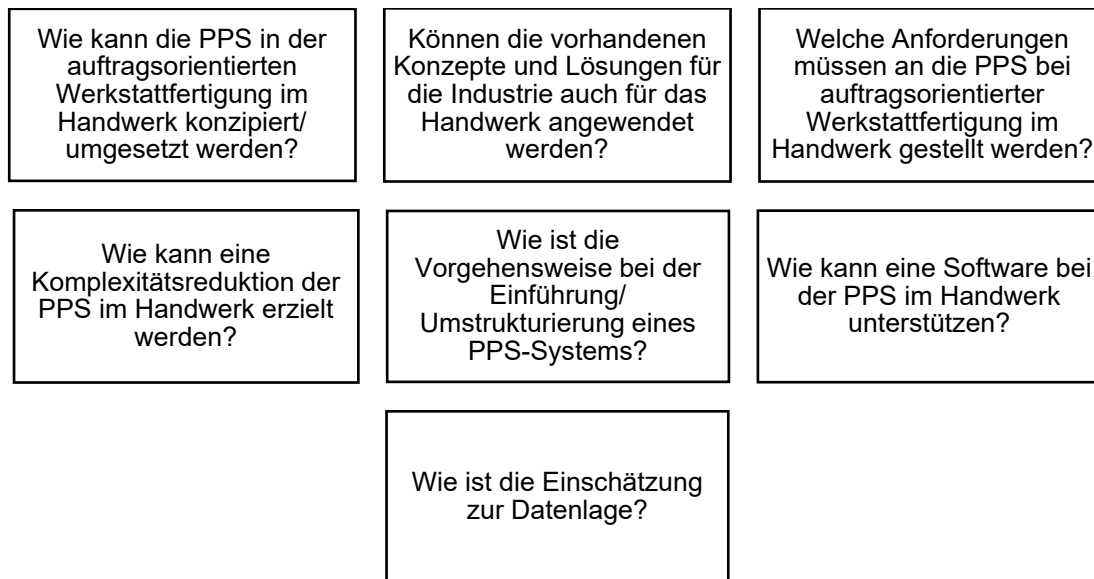 Wie kann die PPS in der
auftragsorientierten
Werkstattfertigung im
Handwerk konzipiert/
umgesetzt werden?
Können die vorhandenen
Konzepte und Lösungen für
die Industrie auch für das
Handwerk angewendet
werden?
Welche Anforderungen
müssen an die PPS bei
auftragsorientierter
Werkstattfertigung im
Handwerk gestellt werden?
Wie kann eine
Komplexitätsreduktion der
PPS im Handwerk erzielt
werden?
Wie ist die
Vorgehensweise bei der
Einführung/
Umstrukturierung eines
PPS-Systems?
Wie kann eine Software bei
der PPS im Handwerk
unterstützen?
Wie ist die Einschätzung
zur Datenlage?